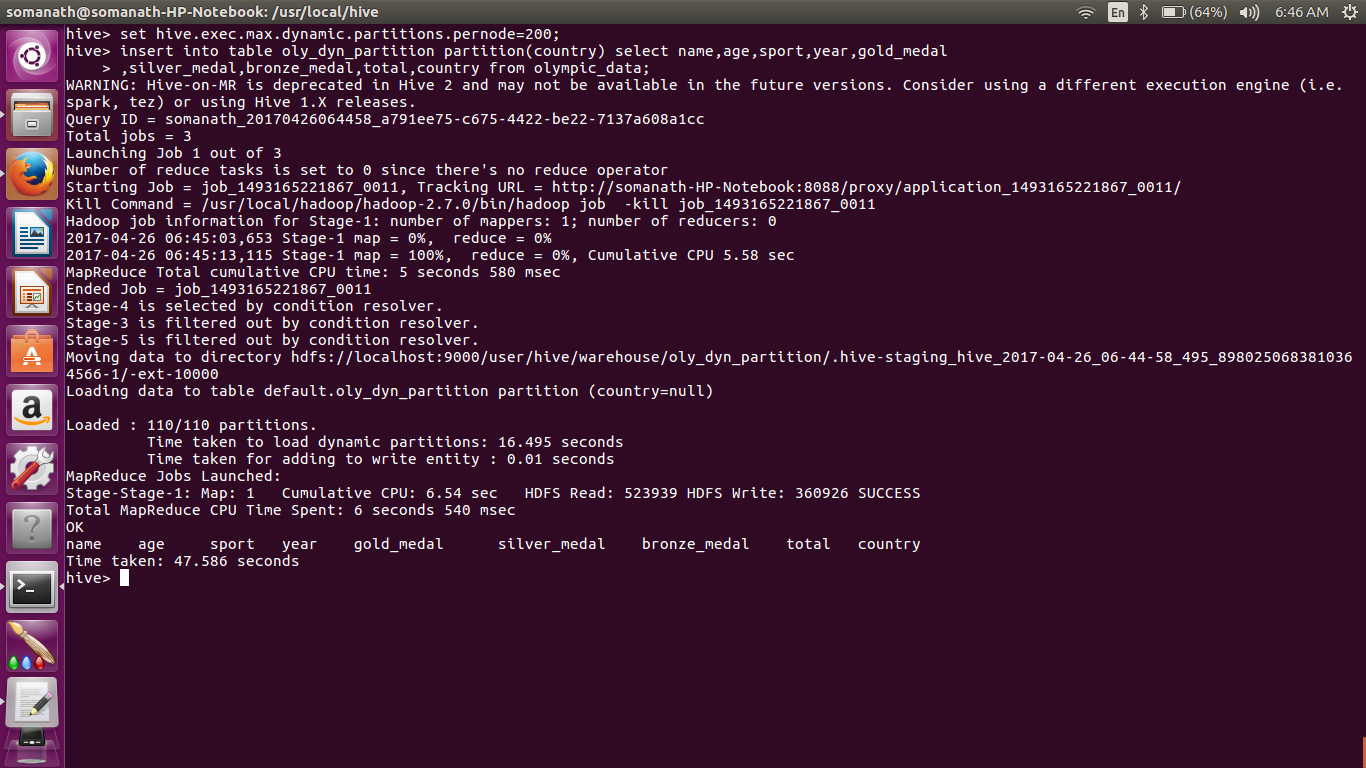 somanath@somanath-HP-Notebook: /usr/local/hive
En
(64%)
6:46 AM
hive> set hive.exec.max.dynamic.partitions.pernode=200;
hive> insert into table oly_dyn_partition partition(country) select name,age,sport,year,gold_medal
    > ,silver_medal,bronze_medal,total,country from olympic_data;
WARNING: Hive-on-MR is deprecated in Hive 2 and may not be available in the future versions. Consider using a different execution engine (i.e.
spark, tez) or using Hive 1.X releases.
Query ID = somanath_20170426064458_a791ee75-c675-4422-be22-7137a608a1cc
Total jobs = 3
Launching Job 1 out of 3
Number of reduce tasks is set to 0 since there's no reduce operator
Starting Job = job_1493165221867_0011, Tracking URL = http://somanath-HP-Notebook:8088/proxy/application_1493165221867_0011/
Kill Command = /usr/local/hadoop/hadoop-2.7.0/bin/hadoop job  -kill job_1493165221867_0011
Hadoop job information for Stage-1: number of mappers: 1; number of reducers: 0
2017-04-26 06:45:03,653 Stage-1 map = 0%,  reduce = 0%
2017-04-26 06:45:13,115 Stage-1 map = 100%,  reduce = 0%, Cumulative CPU 5.58 sec
MapReduce Total cumulative CPU time: 5 seconds 580 msec
Ended Job = job_1493165221867_0011
Stage-4 is selected by condition resolver.
Stage-3 is filtered out by condition resolver.
Stage-5 is filtered out by condition resolver.
Moving data to directory hdfs://localhost:9000/user/hive/warehouse/oly_dyn_partition/.hive-staging_hive_2017-04-26_06-44-58_495_898025068381036
4566-1/-ext-10000
Loading data to table default.oly_dyn_partition partition (country=null)
Loaded : 110/110 partitions.
         Time taken to load dynamic partitions: 16.495 seconds
         Time taken for adding to write entity : 0.01 seconds
MapReduce Jobs Launched:
Stage-Stage-1: Map: 1   Cumulative CPU: 6.54 sec   HDFS Read: 523939 HDFS Write: 360926 SUCCESS
Total MapReduce CPU Time Spent: 6 seconds 540 msec
OK
name    age     sport   year    gold_medal      silver_medal    bronze_medal    total   country
Time taken: 47.586 seconds
hive>